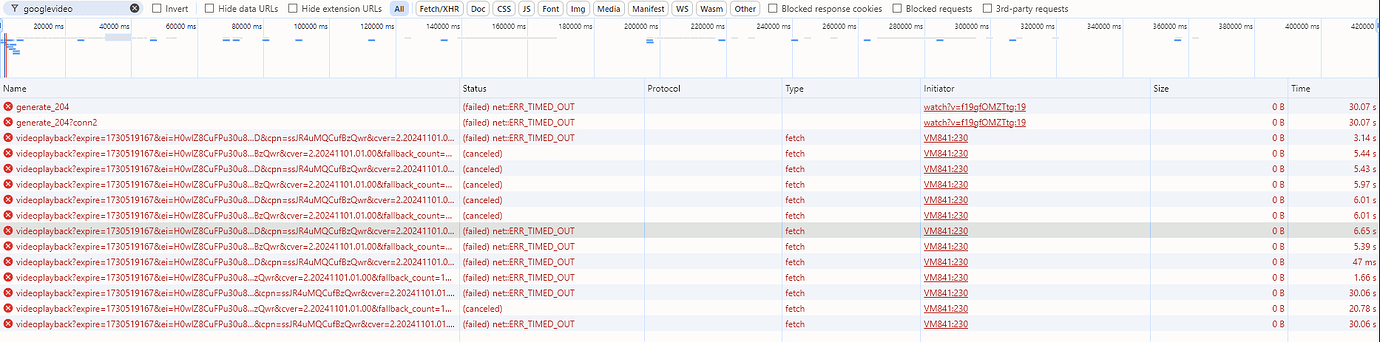 googlevideo Invert Hide data URLs Hide extension URLs All Fetch/XHR Doc CSS JS Font Img Media Manifest WS Wasm Other Blocked response cookies Blocked requests 3rd-party requests
20000 ms 40000 ms 60000 ms 80000 ms 100000 ms 120000 ms 140000 ms 160000 ms 180000 ms 200000 ms 220000 ms 240000 ms 260000 ms 280000 ms 300000 ms 320000 ms 340000 ms 360000 ms 380000 ms 400000 ms 420000
Name Status Protocol Type Initiator Size Time
generate_204 (failed) net::ERR_TIMED_OUT watch?v=f19gfOMZTtg:19 0 B 30.07 s
generate_204?conn2 (failed) net::ERR_TIMED_OUT watch?v=f19gfOMZTtg:19 0 B 30.07 s
videoplayback?expire=1730519167&ei=H0wlZ8CuFPu30u8...D&cpn=ssJR4uMQCufBzQwr&cver=2.20241101.0... (failed) net::ERR_TIMED_OUT fetch VM841:230 0 B 3.14 s
videoplayback?expire=1730519167&ei=H0wlZ8CuFPu30u8...BzQwr&cver=2.20241101.01.00&fallback_count=... (canceled) fetch VM841:230 0 B 5.44 s
videoplayback?expire=1730519167&ei=H0wlZ8CuFPu30u8...D&cpn=ssJR4uMQCufBzQwr&cver=2.20241101.0... (canceled) fetch VM841:230 0 B 5.43 s
videoplayback?expire=1730519167&ei=H0wlZ8CuFPu30u8...BzQwr&cver=2.20241101.01.00&fallback_count=... (canceled) fetch VM841:230 0 B 5.97 s
videoplayback?expire=1730519167&ei=H0wlZ8CuFPu30u8...D&cpn=ssJR4uMQCufBzQwr&cver=2.20241101.0... (canceled) fetch VM841:230 0 B 6.01 s
videoplayback?expire=1730519167&ei=H0wlZ8CuFPu30u8...BzQwr&cver=2.20241101.01.00&fallback_count=... (canceled) fetch VM841:230 0 B 6.01 s
videoplayback?expire=1730519167&ei=H0wlZ8CuFPu30u8...D&cpn=ssJR4uMQCufBzQwr&cver=2.20241101.0... (failed) net::ERR_TIMED_OUT fetch VM841:230 0 B 6.65 s
videoplayback?expire=1730519167&ei=H0wlZ8CuFPu30u8...BzQwr&cver=2.20241101.01.00&fallback_count=... (failed) net::ERR_TIMED_OUT fetch VM841:230 0 B 5.39 s
videoplayback?expire=1730519167&ei=H0wlZ8CuFPu30u8...D&cpn=ssJR4uMQCufBzQwr&cver=2.20241101.0... (failed) net::ERR_TIMED_OUT fetch VM841:230 0 B 47 ms
videoplayback?expire=1730519167&ei=H0wlZ8CuFPu30u8...zQwr&cver=2.20241101.01.00&fallback_count=1... (failed) net::ERR_TIMED_OUT fetch VM841:230 0 B 1.66 s
videoplayback?expire=1730519167&ei=H0wlZ8CuFPu30u8...&cpn=ssJR4uMQCufBzQwr&cver=2.20241101.01.... (failed) net::ERR_TIMED_OUT fetch VM841:230 0 B 30.06 s
videoplayback?expire=1730519167&ei=H0wlZ8CuFPu30u8...zQwr&cver=2.20241101.01.00&fallback_count=1... (canceled) fetch VM841:230 0 B 20.78 s
videoplayback?expire=1730519167&ei=H0wlZ8CuFPu30u8...&cpn=ssJR4uMQCufBzQwr&cver=2.20241101.01.... (failed) net::ERR_TIMED_OUT fetch VM841:230 0 B 30.06 s